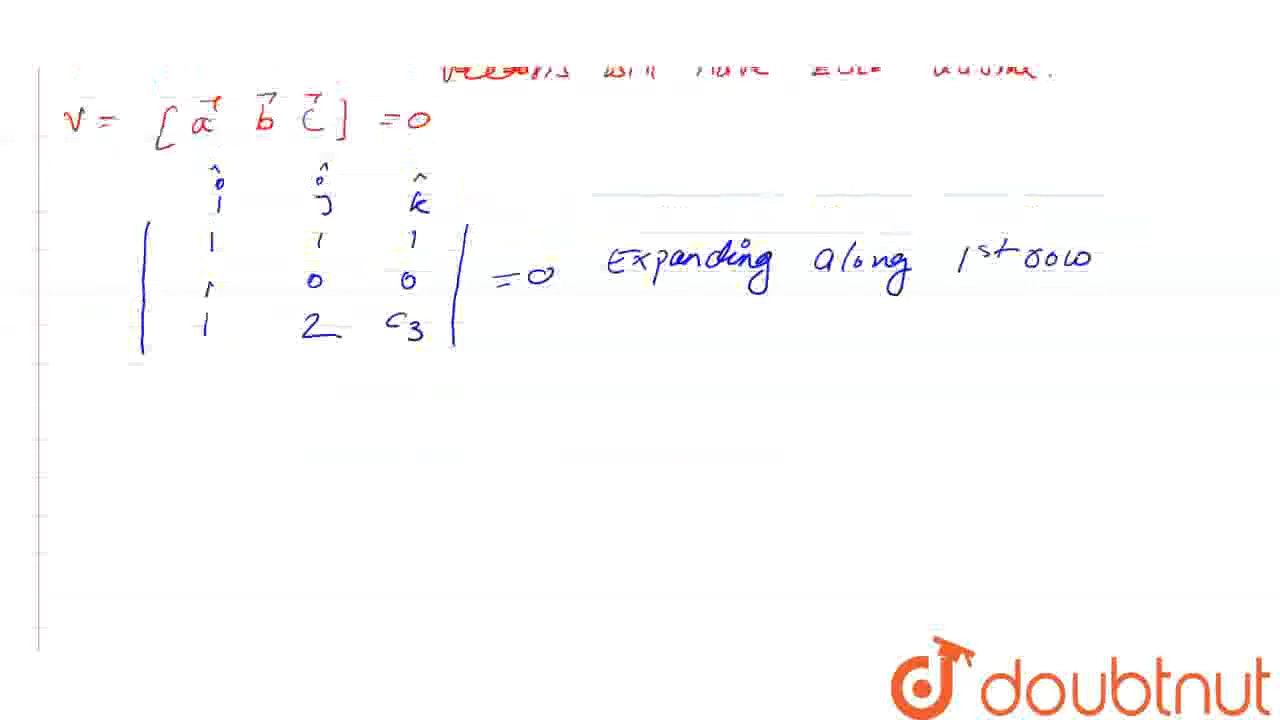 V = [ a⃗ b⃗ c⃗ ] = 0
î ĵ k̂
| 1 1 1 |
| 1 0 0 | = 0 Expanding along 1st row
| 1 2 c3 |
doubtnut